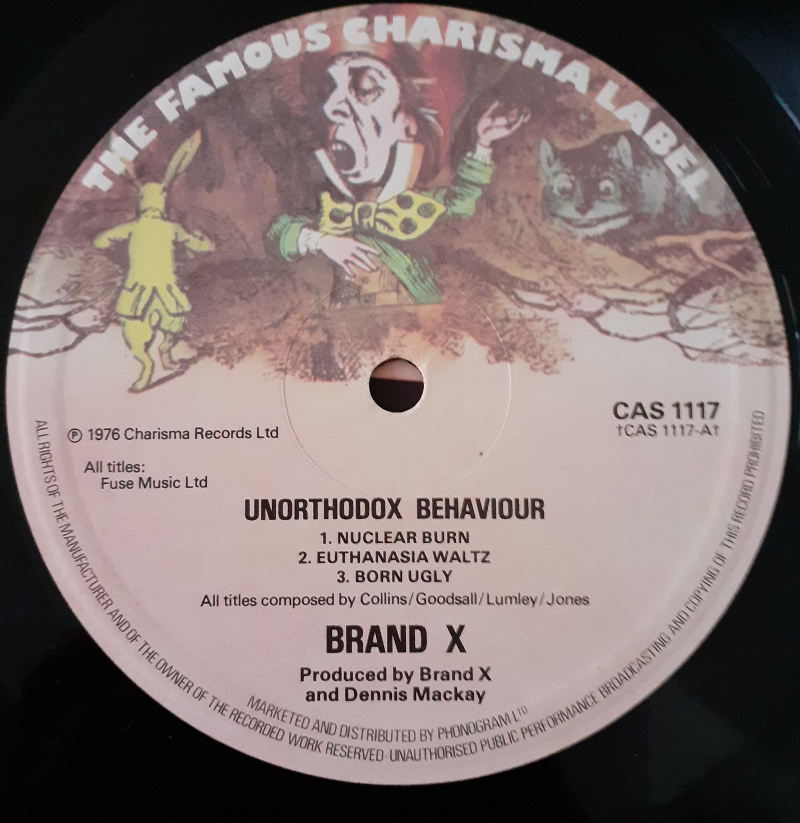 THE FAMOUS CHARISMA LABEL
℗ 1976 Charisma Records Ltd
CAS 1117
†CAS 1117-A†
All titles:
Fuse Music Ltd
UNORTHODOX BEHAVIOUR
1. NUCLEAR BURN
2. EUTHANASIA WALTZ
3. BORN UGLY
All titles composed by Collins/Goodsall/Lumley/Jones
BRAND X
Produced by Brand X
and Dennis Mackay
MARKETED AND DISTRIBUTED BY PHONOGRAM LTD
ALL RIGHTS OF THE MANUFACTURER AND OF THE OWNER OF THE RECORDED WORK RESERVED · UNAUTHORISED PUBLIC PERFORMANCE BROADCASTING AND COPYING OF THIS RECORD PROHIBITED